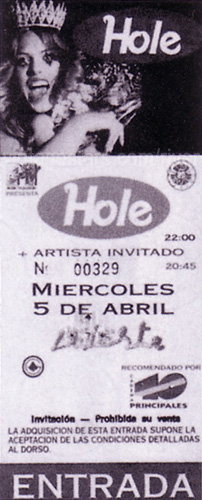 Hole
PRESENTA
Hole
22:00
+ ARTISTA INVITADO
Nº 00329
20:45
MIERCOLES
5 DE ABRIL
RECOMENDADO POR
40
PRINCIPALES
Invitación – Prohibida su venta
LA ADQUISICION DE ESTA ENTRADA SUPONE LA
ACEPTACION DE LAS CONDICIONES DETALLADAS
AL DORSO.
ENTRADA